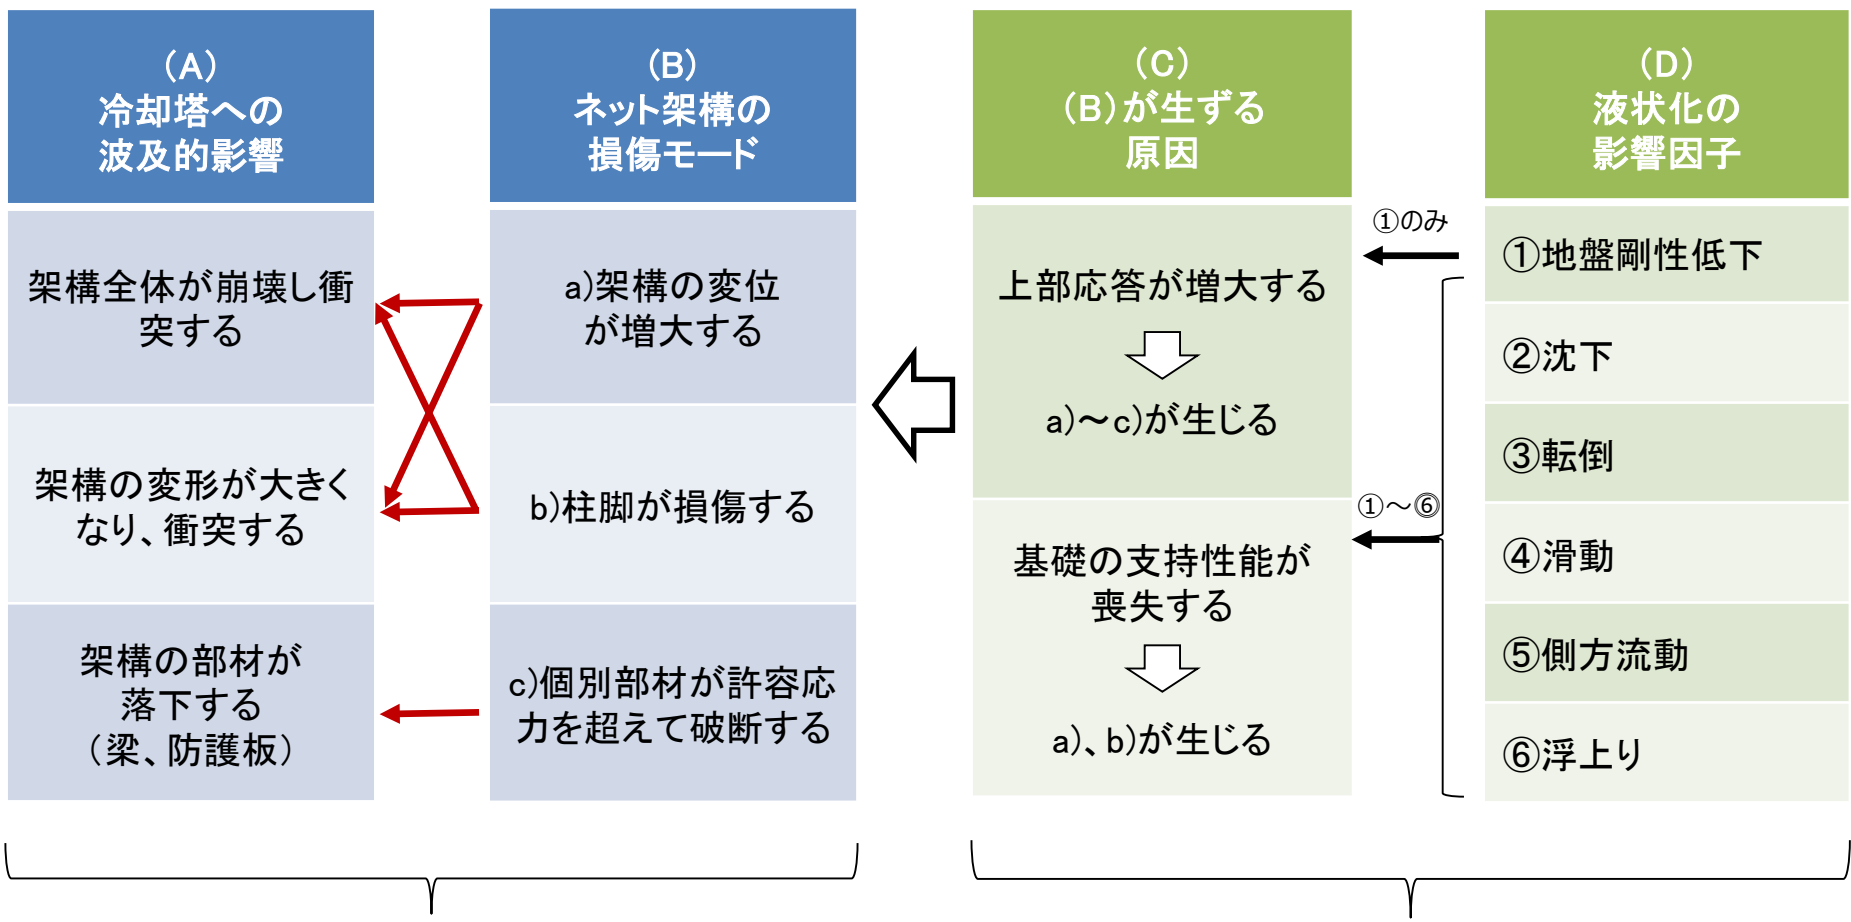 (A)
冷却塔への
波及的影響
架構全体が崩壊し衝
突する
架構の変形が大きく
なり、衝突する
架構の部材が
落下する
(梁、防護板)
(B)
ネット架構の
損傷モード
a)架構の変位
が増大する
b)柱脚が損傷する
c)個別部材が許容応
力を超えて破断する
(C)
(B)が生ずる
原因
上部応答が増大する
a)～c)が生じる
基礎の支持性能が
喪失する
a)、b)が生じる
①のみ
①～⑥
(D)
液状化の
影響因子
①地盤剛性低下
②沈下
③転倒
④滑動
⑤側方流動
⑥浮上り